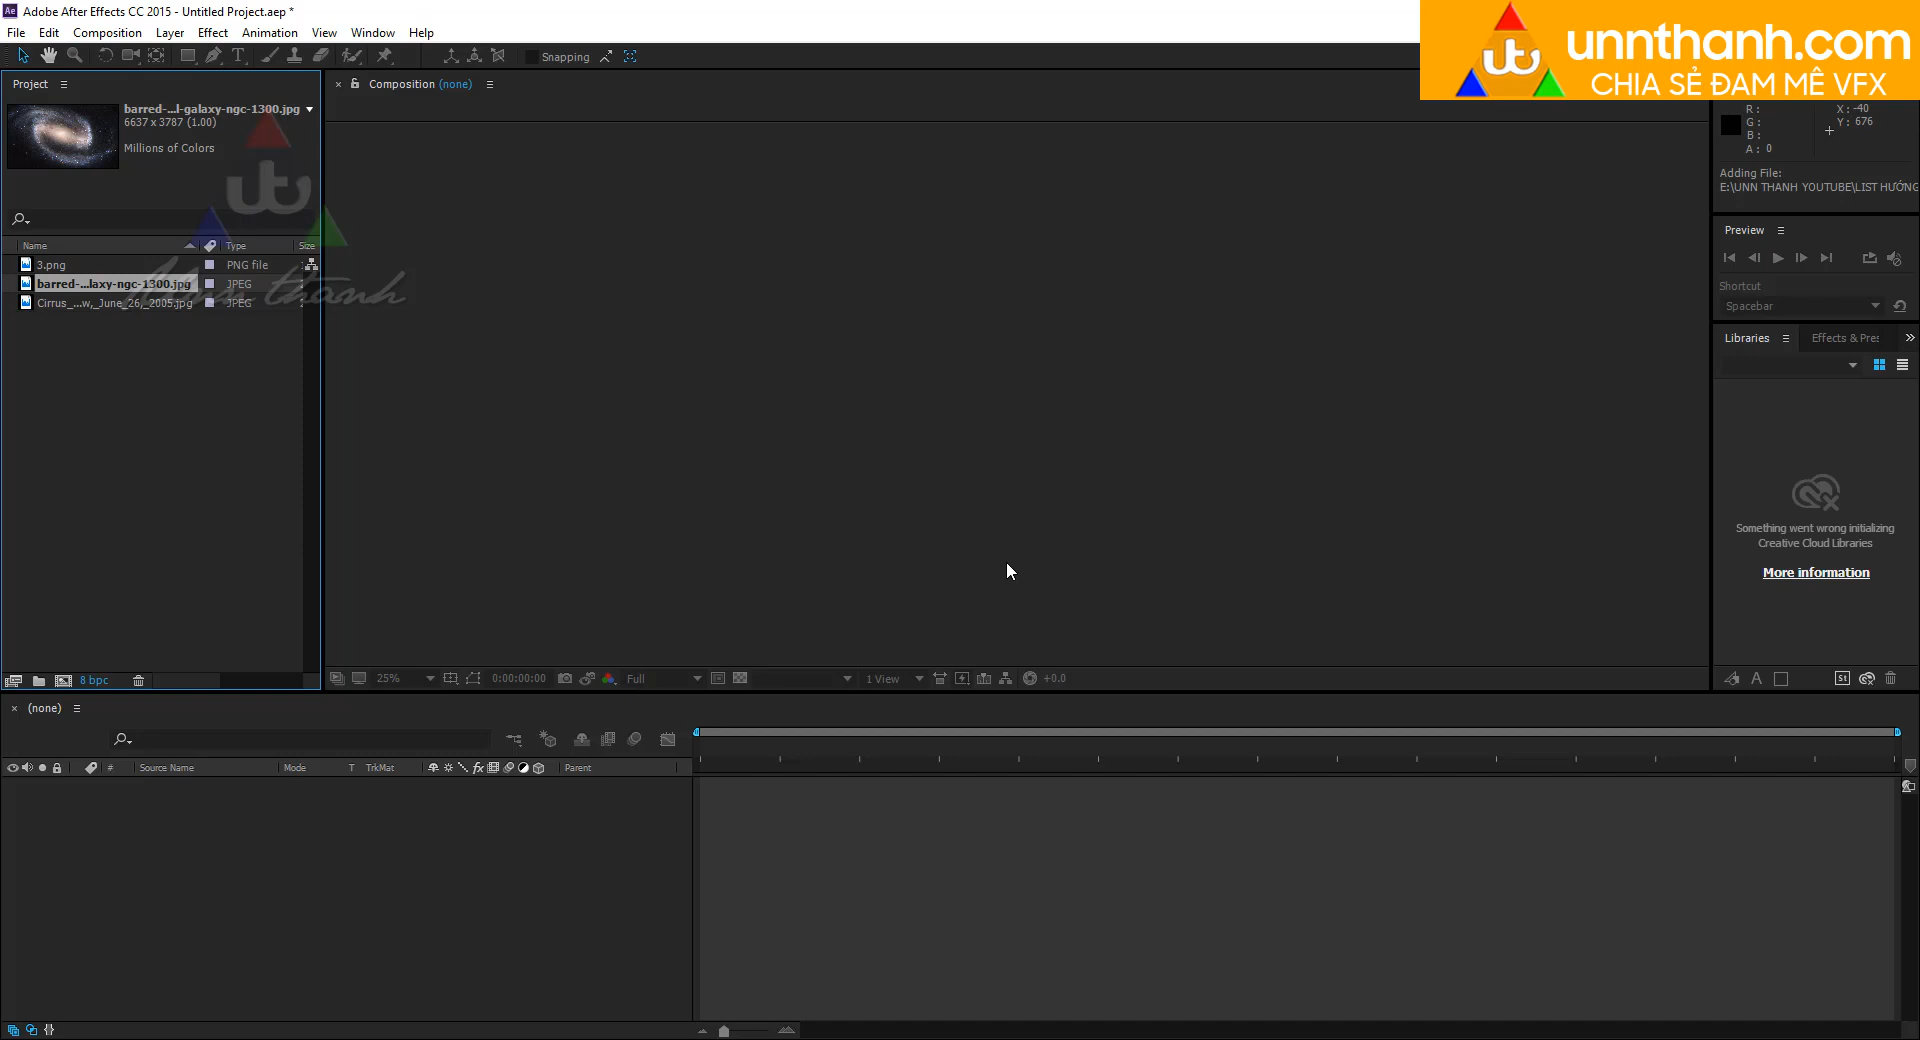 Ae Adobe After Effects CC 2015 - Untitled Project.aep *
File Edit Composition Layer Effect Animation View Window Help
Snapping
unnthanh.com
CHIA SẺ ĐAM MÊ VFX
Project
Composition (none)
barred-...l-galaxy-ngc-1300.jpg
6637 x 3787 (1.00)
Millions of Colors
R :
G :
B :
A : 0
X : -40
Y : 676
Adding File:
E:\UNN THANH YOUTUBE\LIST HƯỚNG
Name Type Size
3.png PNG file
barred-...laxy-ngc-1300.jpg JPEG
Cirrus_...w,_June_26,_2005.jpg JPEG
thanh
Preview
Shortcut
Spacebar
Libraries Effects & Pre
Something went wrong initializing
Creative Cloud Libraries
More information
8 bpc
25% 0:00:00:00 Full 1 View +0.0
A St
(none)
# Source Name Mode T TrkMat fx Parent